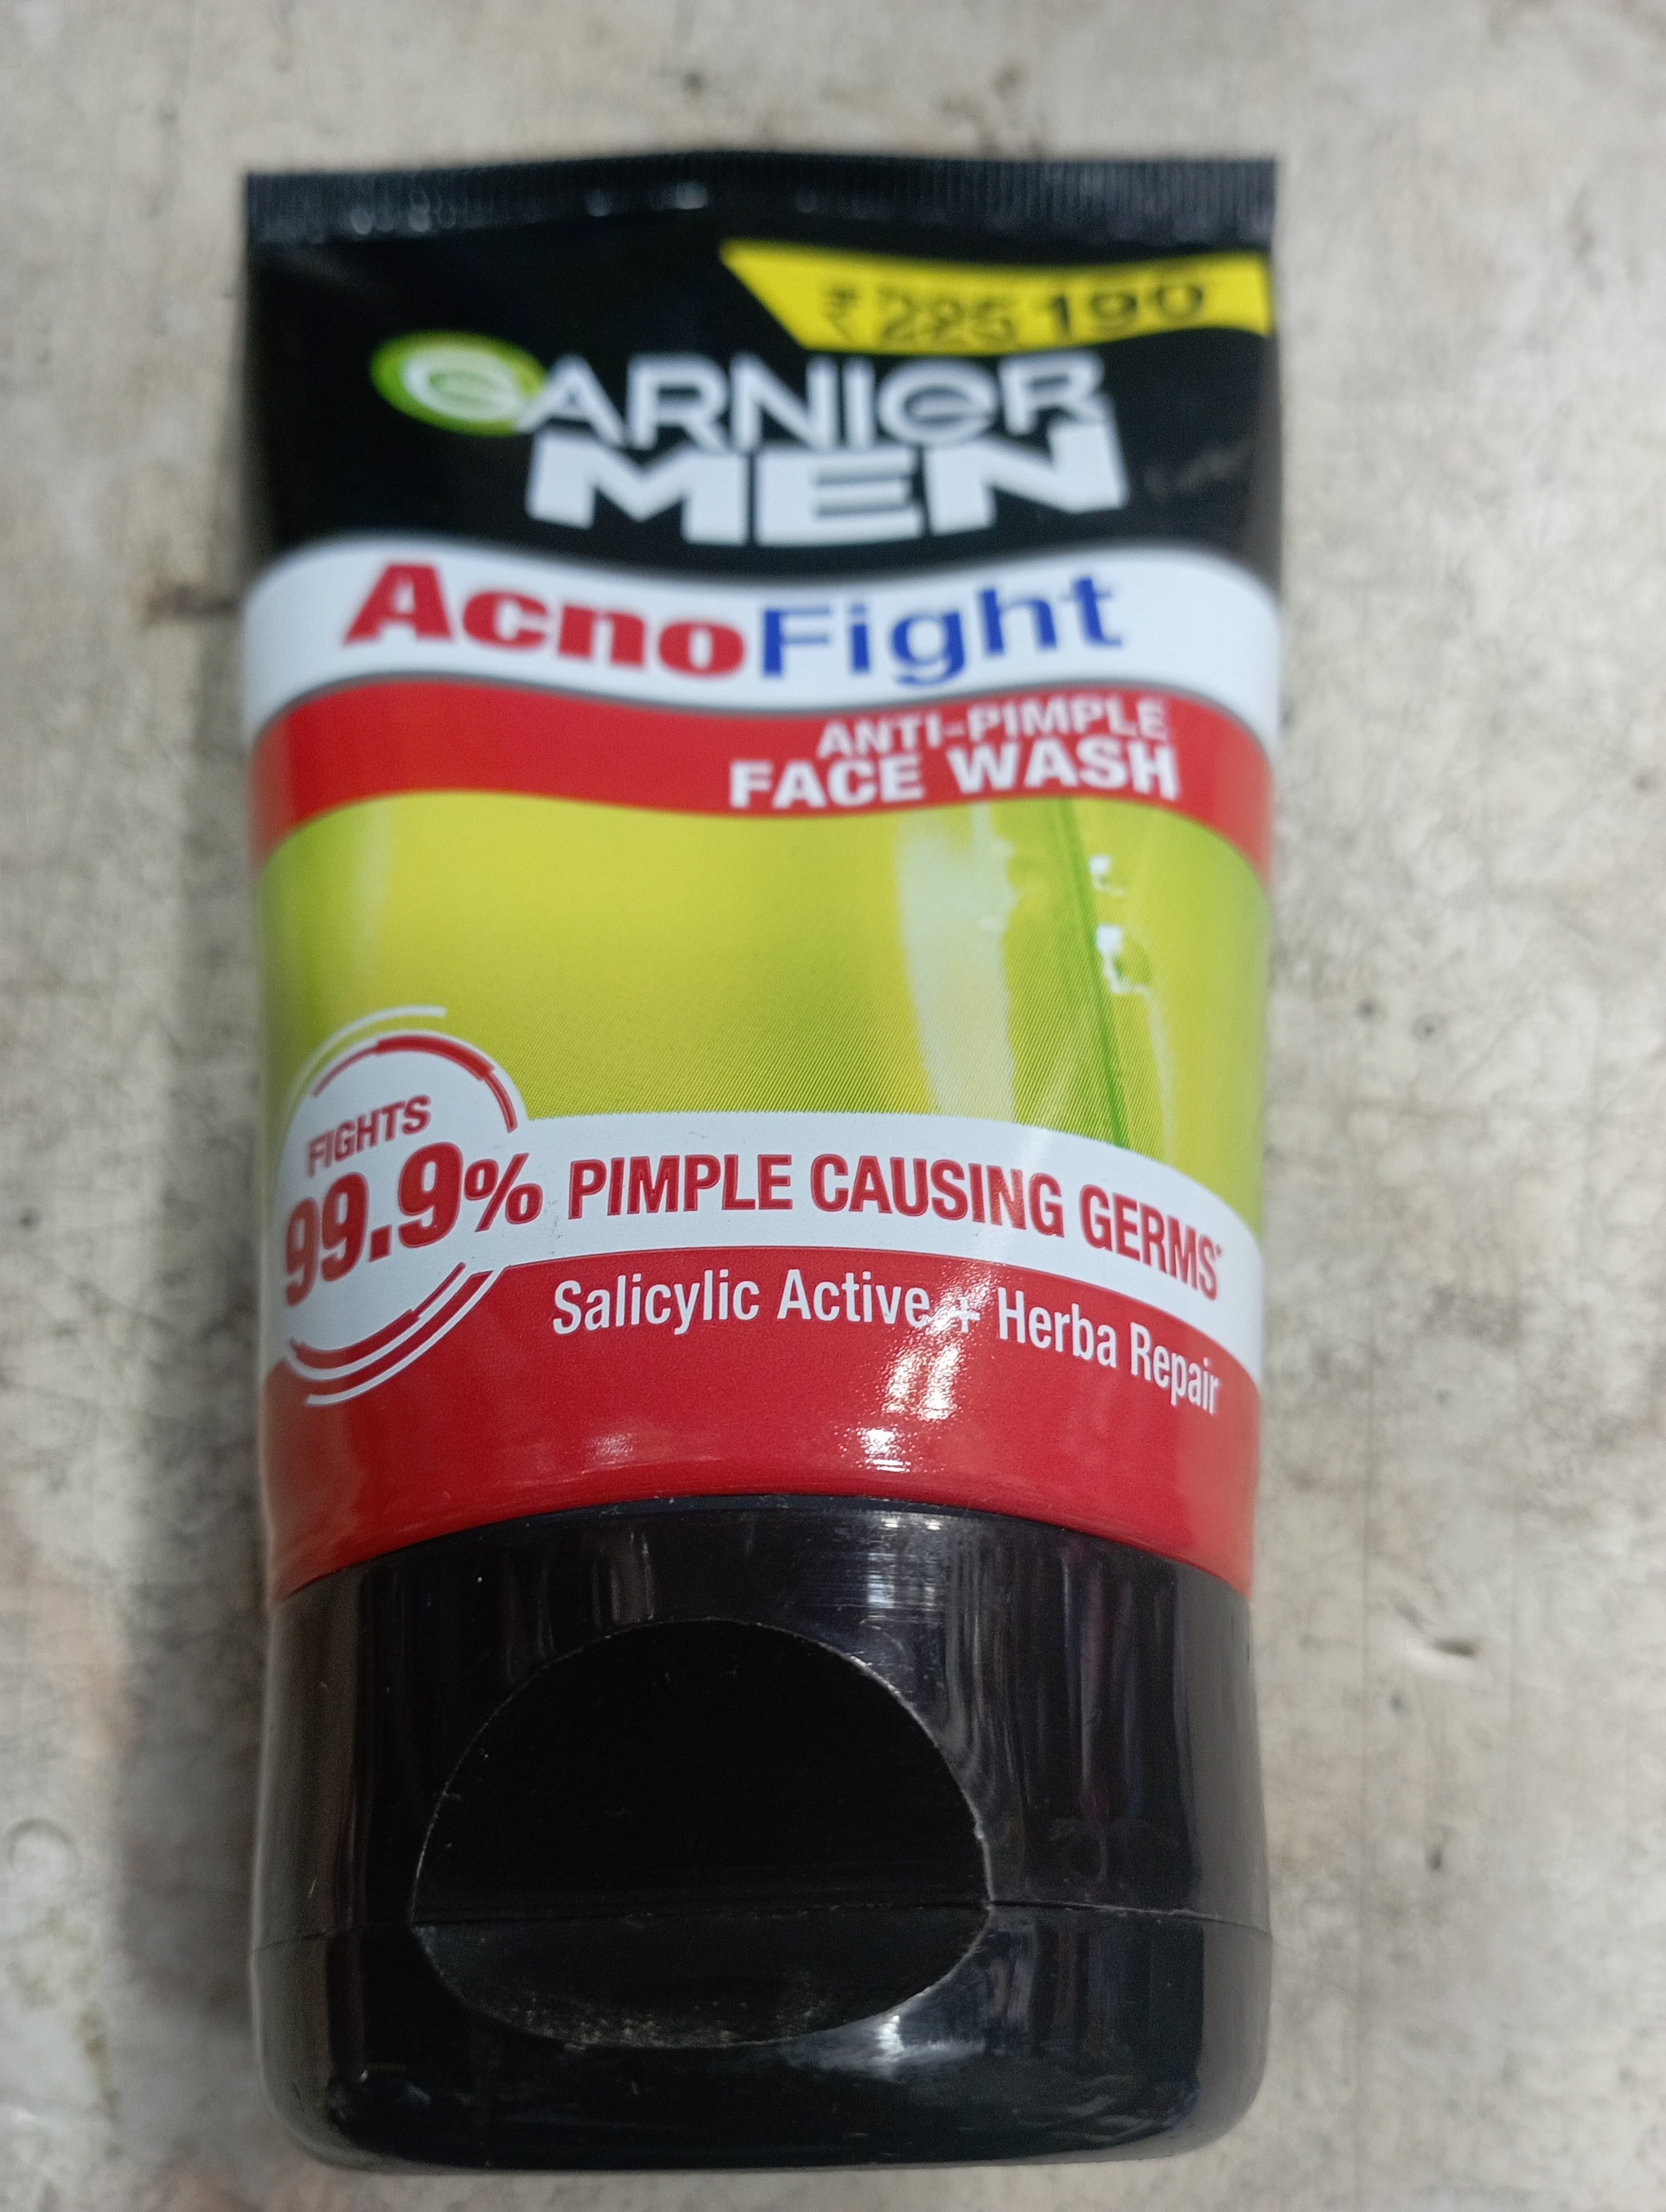 ₹ 225 190
GARNIER
MEN
AcnoFight
ANTI-PIMPLE
FACE WASH
FIGHTS
99.9% PIMPLE CAUSING GERMS*
Salicylic Active + Herba Repair